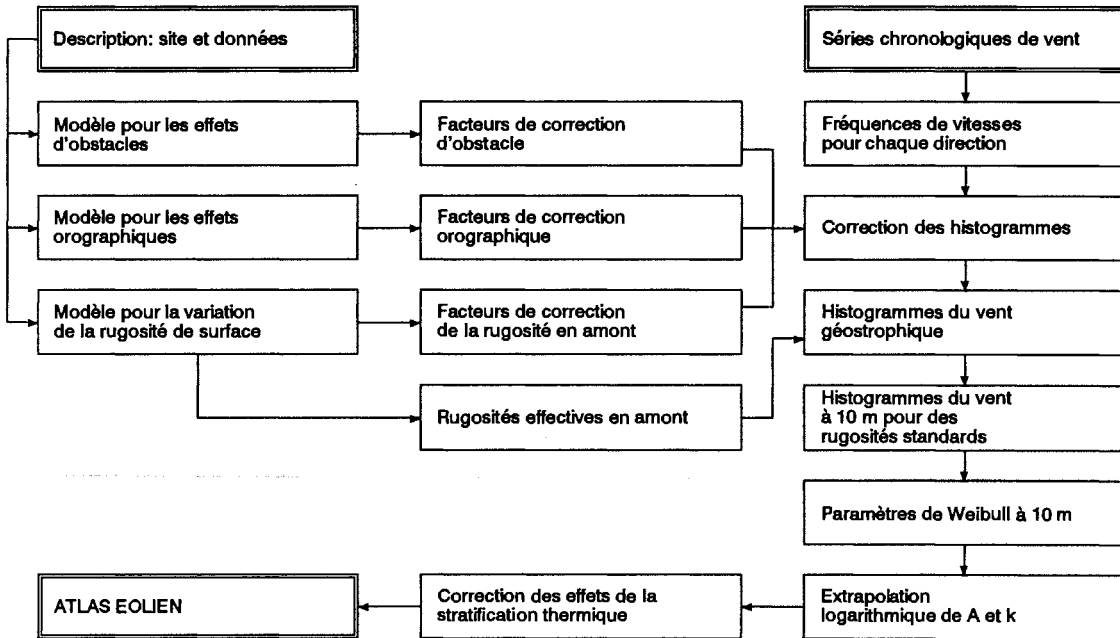 Description: site et données
Séries chronologiques de vent
Modèle pour les effets
d'obstacles
Facteurs de correction
d'obstacle
Fréquences de vitesses
pour chaque direction
Modèle pour les effets
orographiques
Facteurs de correction
orographique
Correction des histogrammes
Modèle pour la variation
de la rugosité de surface
Facteurs de correction
de la rugosité en amont
Histogrammes du vent
géostrophique
Rugosités effectives en amont
Histogrammes du vent
à 10 m pour des
rugosités standards
Paramètres de Weibull à 10 m
ATLAS EOLIEN
Correction des effets de la
stratification thermique
Extrapolation
logarithmique de A et k